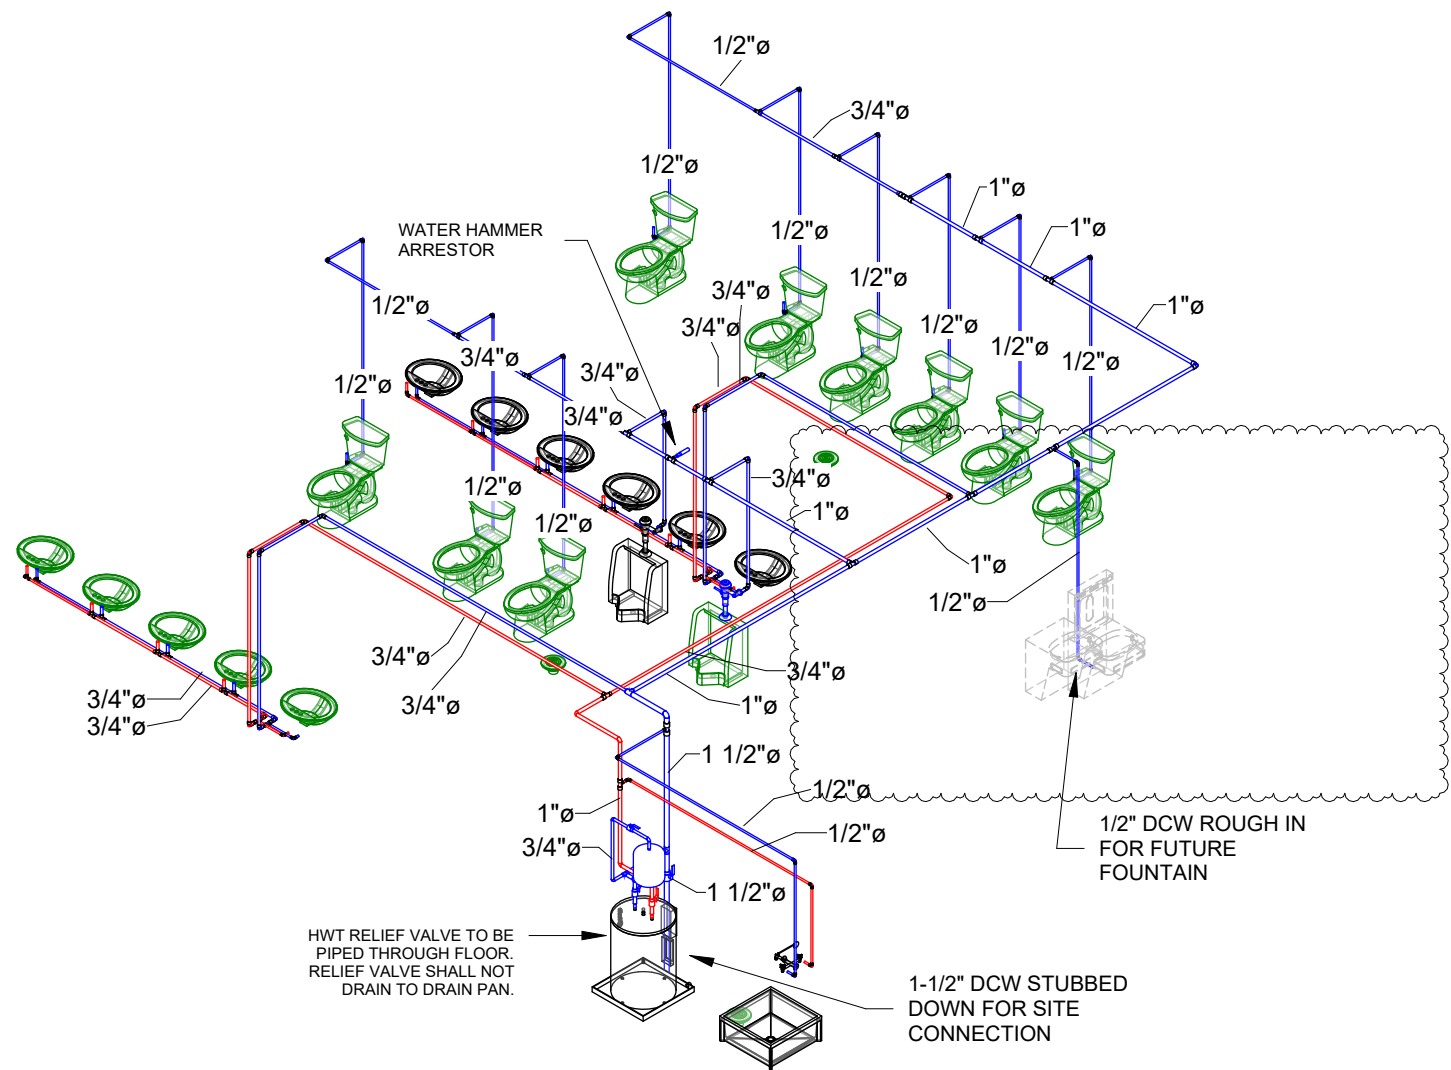 1/2"ø
3/4"ø
1/2"ø
1"ø
1/2"ø
1"ø
WATER HAMMER
ARRESTOR
1/2"ø
3/4"ø
1/2"ø
1"ø
3/4"ø
1/2"ø
1/2"ø
1/2"ø
1/2"ø
3/4"ø
3/4"ø
1/2"ø
3/4"ø
3/4"ø
1/2"ø
1"ø
1/2"ø
1"ø
1/2"ø
3/4"ø
3/4"ø
3/4"ø
3/4"ø
1"ø
3/4"ø
1 1/2"ø
1/2"ø
1"ø
1/2"ø
3/4"ø
1 1/2"ø
1/2" DCW ROUGH IN
FOR FUTURE
FOUNTAIN
HWT RELIEF VALVE TO BE
PIPED THROUGH FLOOR.
RELIEF VALVE SHALL NOT
DRAIN TO DRAIN PAN.
1-1/2" DCW STUBBED
DOWN FOR SITE
CONNECTION